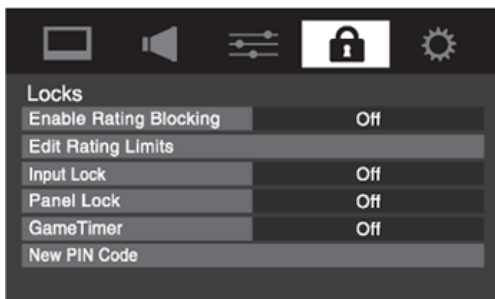 Locks
Enable Rating Blocking Off
Edit Rating Limits
Input Lock Off
Panel Lock Off
GameTimer Off
New PIN Code